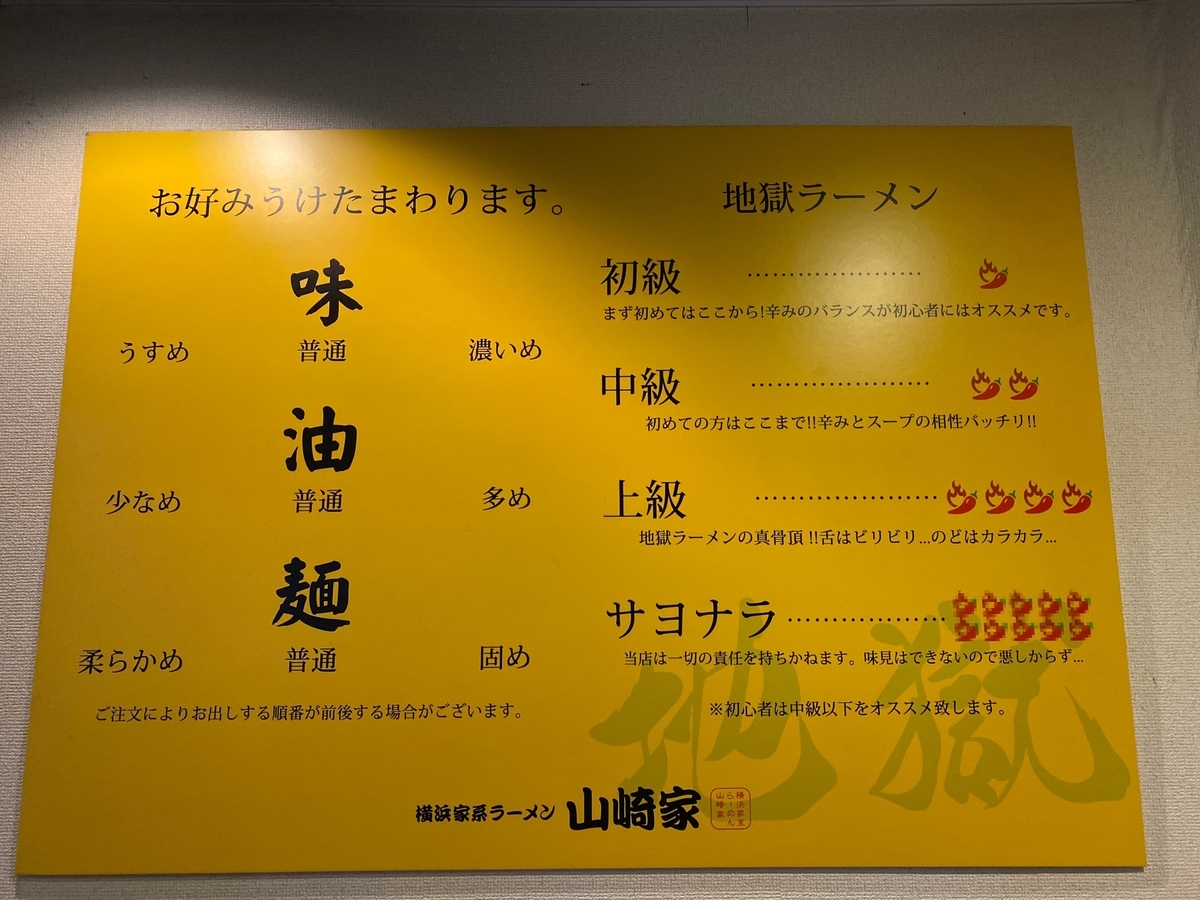 お好みうけたまわります。
味
うすめ 普通 濃いめ
油
少なめ 普通 多め
麺
柔らかめ 普通 固め
ご注文によりお出しする順番が前後する場合がございます。
地獄ラーメン
初級 ………………………
まず初めてはここから!辛みのバランスが初心者にはオススメです。
中級 ………………………
初めての方はここまで!!辛みとスープの相性バッチリ!!
上級 ………………………
地獄ラーメンの真骨頂 !!舌はビリビリ...のどはカラカラ...
サヨナラ ……………………
当店は一切の責任を持ちかねます。味見はできないので悪しからず...
※初心者は中級以下をオススメ致します。
地獄
横浜家系ラーメン 山崎家
横浜家系
らーめん
山崎家